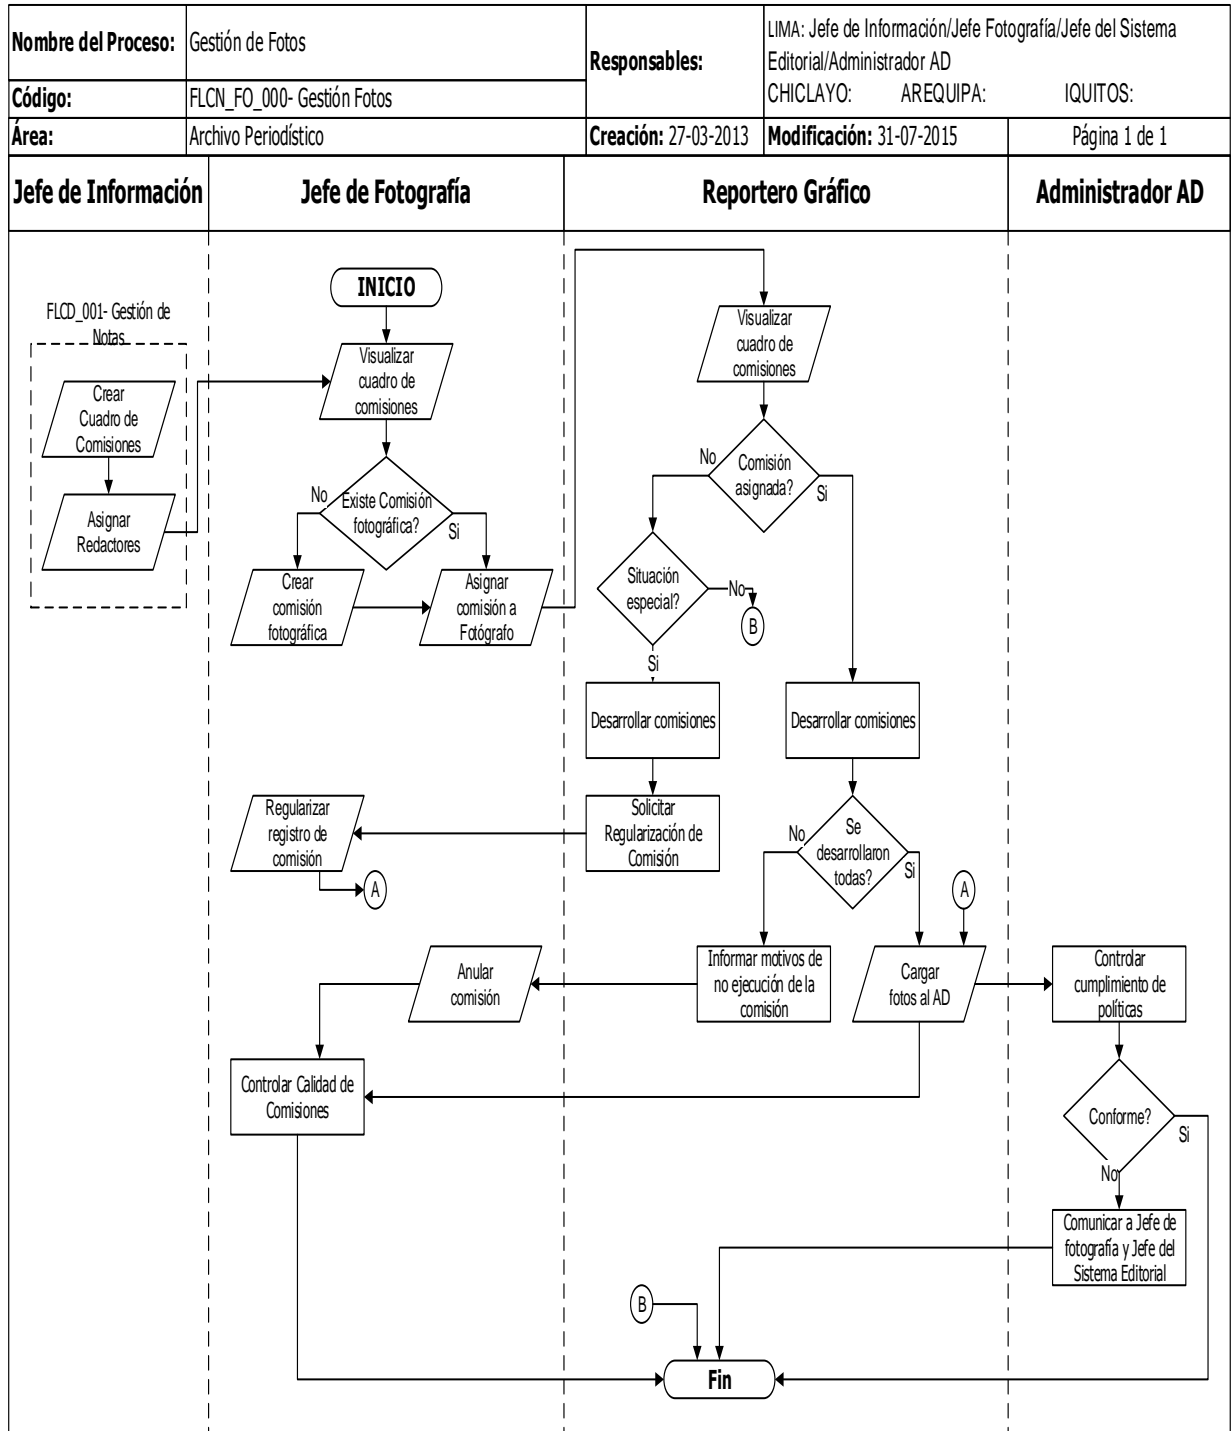 Nombre del Proceso:
Gestión de Fotos
Responsables:
LIMA: Jefe de Información/Jefe Fotografía/Jefe del Sistema
Editorial/Administrador AD
CHICLAYO: AREQUIPA: IQUITOS:
Código:
FLCN_FO_000- Gestión Fotos
Área:
Archivo Periodístico
Creación: 27-03-2013
Modificación: 31-07-2015
Página 1 de 1
Jefe de Información
Jefe de Fotografía
Reportero Gráfico
Administrador AD
FLCD_001- Gestión de
Notas
Crear
Cuadro de
Comisiones
Asignar
Redactores
INICIO
Visualizar
cuadro de
comisiones
No
Existe Comisión
fotográfica?
Si
Crear
comisión
fotográfica
Asignar
comisión a
Fotógrafo
Visualizar
cuadro de
comisiones
No
Comisión
asignada?
Si
Situación
especial?
No
B
Si
Desarrollar comisiones
Desarrollar comisiones
Regularizar
registro de
comisión
A
Solicitar
Regularización de
Comisión
No
Se
desarrollaron
todas?
Si
A
Anular
comisión
Informar motivos de
no ejecución de la
comisión
Cargar
fotos al AD
Controlar
cumplimiento de
políticas
Controlar Calidad de
Comisiones
Conforme?
Si
No
Comunicar a Jefe de
fotografía y Jefe del
Sistema Editorial
B
Fin